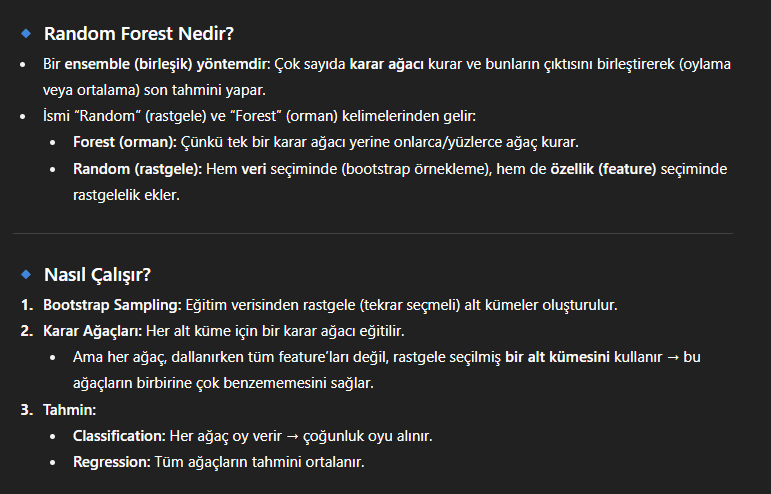 Random Forest Nedir?
Bir ensemble (birleşik) yöntemdir: Çok sayıda karar ağacı kurar ve bunların çıktısını birleştirerek (oylama
veya ortalama) son tahmini yapar.
İsmi “Random” (rastgele) ve “Forest” (orman) kelimelerinden gelir:
Forest (orman): Çünkü tek bir karar ağacı yerine onlarca/yüzlerce ağaç kurar.
Random (rastgele): Hem veri seçiminde (bootstrap örnekleme), hem de özellik (feature) seçiminde
rastgelelik ekler.
Nasıl Çalışır?
1. Bootstrap Sampling: Eğitim verisinden rastgele (tekrar seçmeli) alt kümeler oluşturulur.
2. Karar Ağaçları: Her alt küme için bir karar ağacı eğitilir.
Ama her ağaç, dallanırken tüm feature’ları değil, rastgele seçilmiş bir alt kümesini kullanır → bu
ağaçların birbirine çok benzememesini sağlar.
3. Tahmin:
Classification: Her ağaç oy verir → çoğunluk oyu alınır.
Regression: Tüm ağaçların tahmini ortalanır.